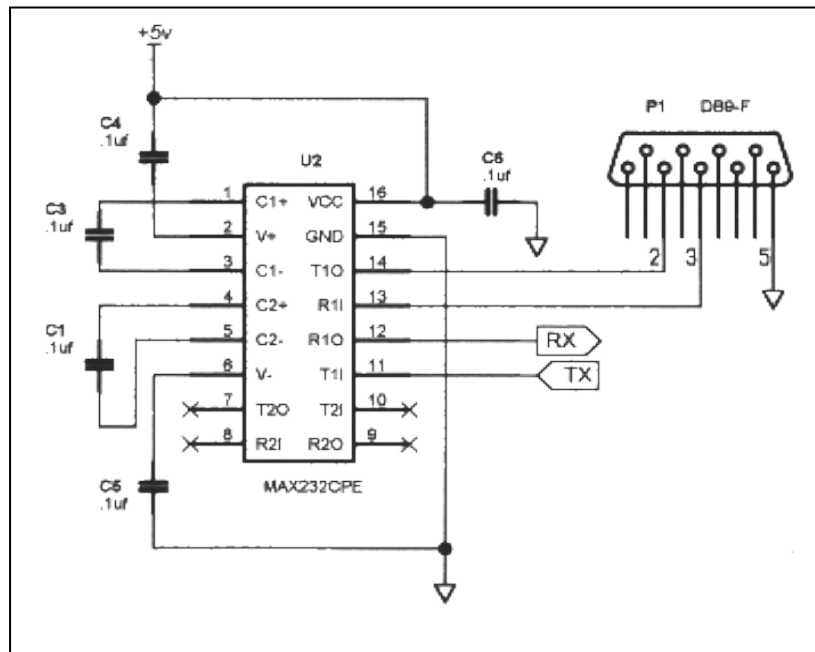 +5v
C4
.1uf
C3
.1uf
C1
.1uf
C5
.1uf
U2
1 C1+ VCC 16
2 V+ GND 15
3 C1- T1O 14
4 C2+ R1I 13
5 C2- R1O 12
6 V- T1I 11
7 T2O T2I 10
8 R2I R2O 9
MAX232CPE
C6
.1uf
P1 DB9-F
2 3 5
RX
TX